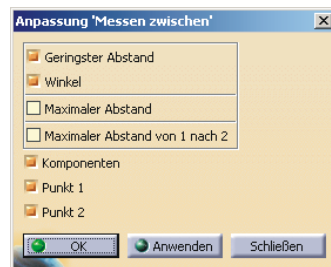 Anpassung 'Messen zwischen'
Geringster Abstand
Winkel
Maximaler Abstand
Maximaler Abstand von 1 nach 2
Komponenten
Punkt 1
Punkt 2
OK Anwenden Schließen